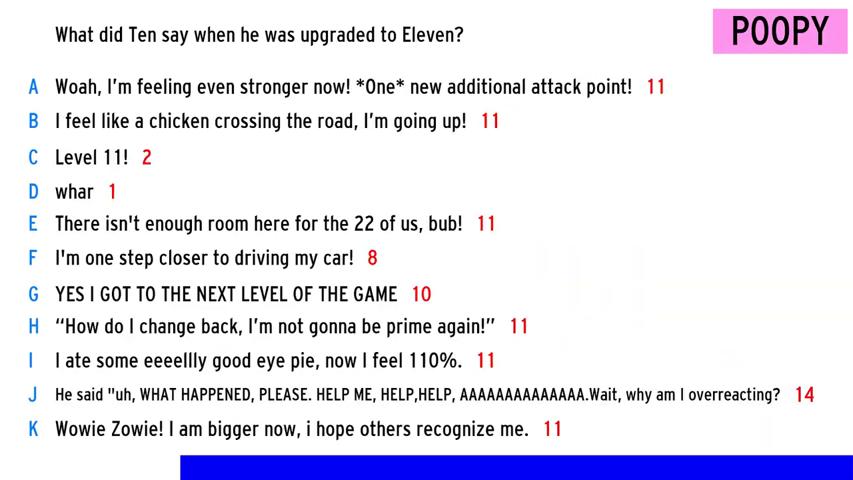 What did Ten say when he was upgraded to Eleven?
POOPY
A Woah, I'm feeling even stronger now! *One* new additional attack point! 11
B I feel like a chicken crossing the road, I'm going up! 11
C Level 11! 2
D whar 1
E There isn't enough room here for the 22 of us, bub! 11
F I'm one step closer to driving my car! 8
G YES I GOT TO THE NEXT LEVEL OF THE GAME 10
H “How do I change back, I'm not gonna be prime again!” 11
I I ate some eeeellly good eye pie, now I feel 110%. 11
J He said "uh, WHAT HAPPENED, PLEASE. HELP ME, HELP,HELP, AAAAAAAAAAAAAA.Wait, why am I overreacting? 14
K Wowie Zowie! I am bigger now, i hope others recognize me. 11